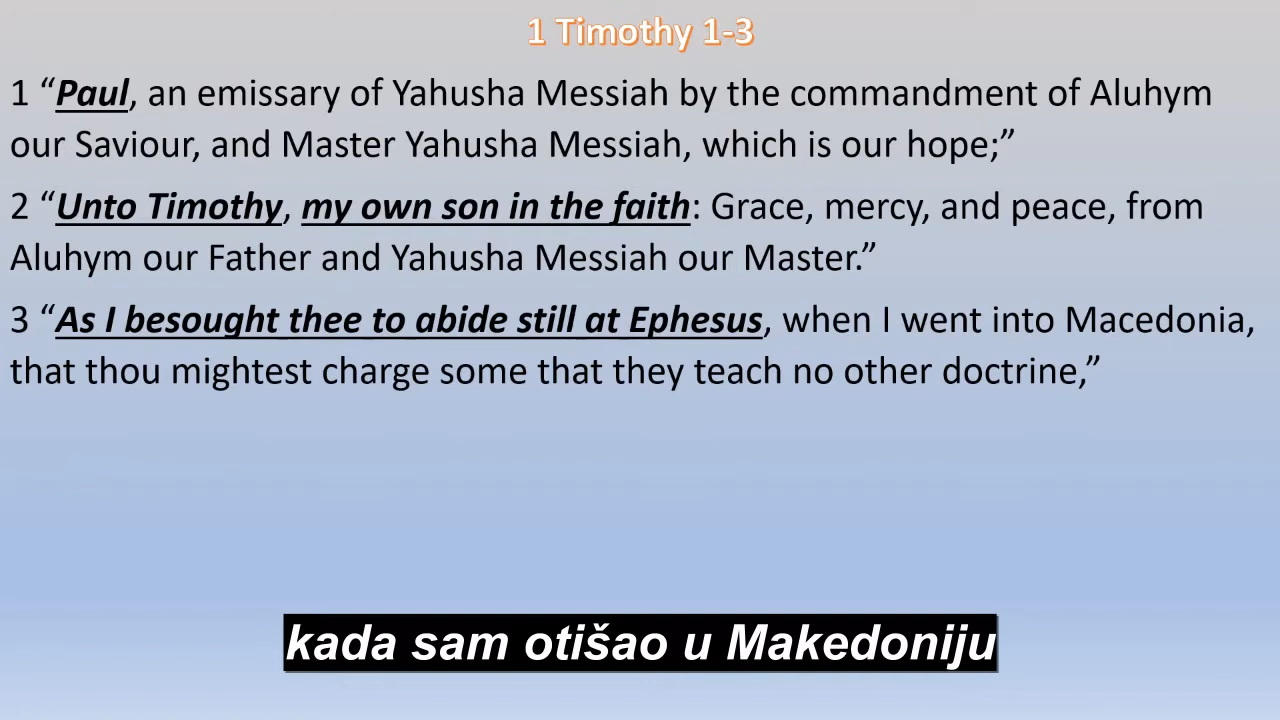 1 Timothy 1-3
1 “Paul, an emissary of Yahusha Messiah by the commandment of Aluhym
our Saviour, and Master Yahusha Messiah, which is our hope;”
2 “Unto Timothy, my own son in the faith: Grace, mercy, and peace, from
Aluhym our Father and Yahusha Messiah our Master.”
3 “As I besought thee to abide still at Ephesus, when I went into Macedonia,
that thou mightest charge some that they teach no other doctrine,”
kada sam otišao u Makedoniju